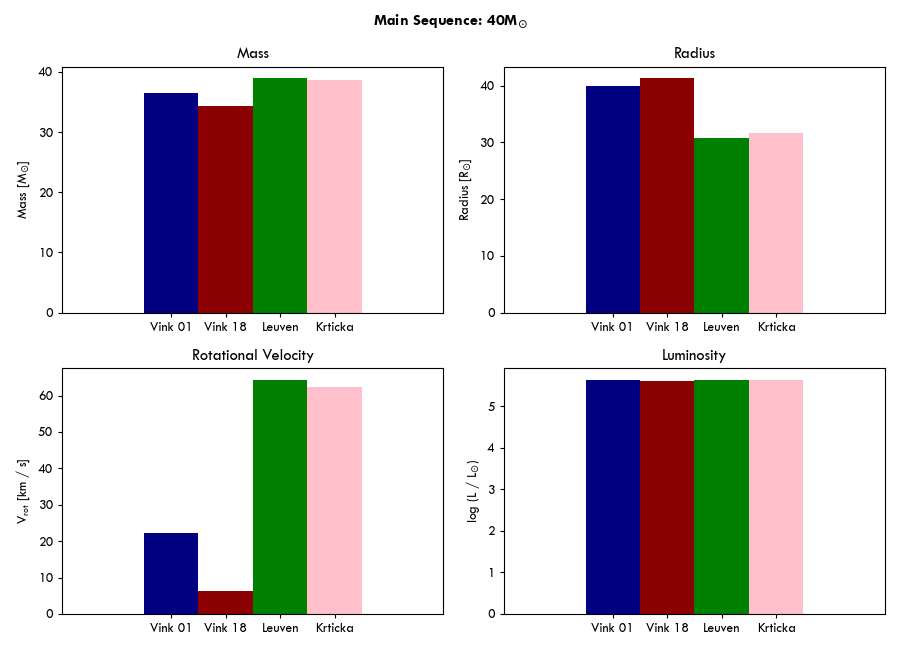 Main Sequence: 40M⊙
Mass
Mass [M⊙]
40
30
20
10
0
Vink 01 Vink 18 Leuven Krticka
Radius
Radius [R⊙]
40
30
20
10
0
Vink 01 Vink 18 Leuven Krticka
Rotational Velocity
Vrot [km / s]
60
50
40
30
20
10
0
Vink 01 Vink 18 Leuven Krticka
Luminosity
log (L / L⊙)
5
4
3
2
1
0
Vink 01 Vink 18 Leuven Krticka